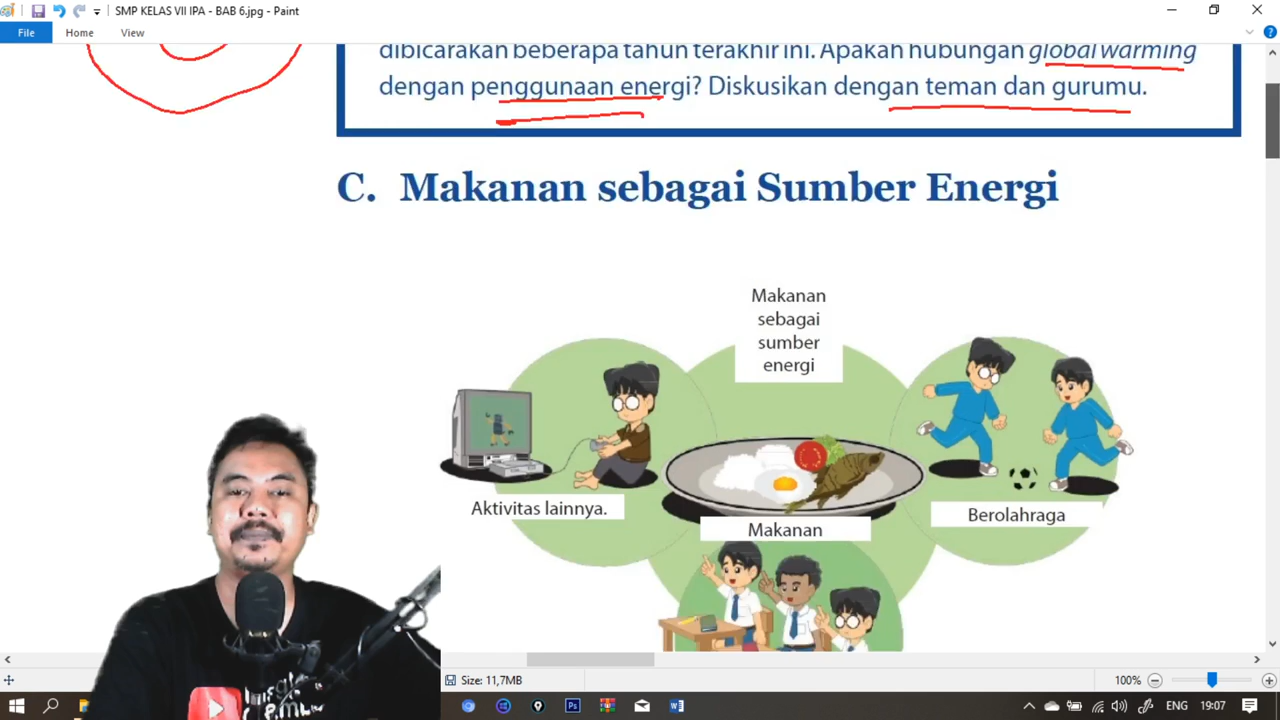 SMP KELAS VII IPA - BAB 6.jpg - Paint
File Home View
dibicarakan beberapa tahun terakhir ini. Apakah hubungan global warming
dengan penggunaan energi? Diskusikan dengan teman dan gurumu.
C. Makanan sebagai Sumber Energi
Makanan
sebagai
sumber
energi
Aktivitas lainnya.
Makanan
Berolahraga
Size: 11,7MB
100%
ENG 19:07